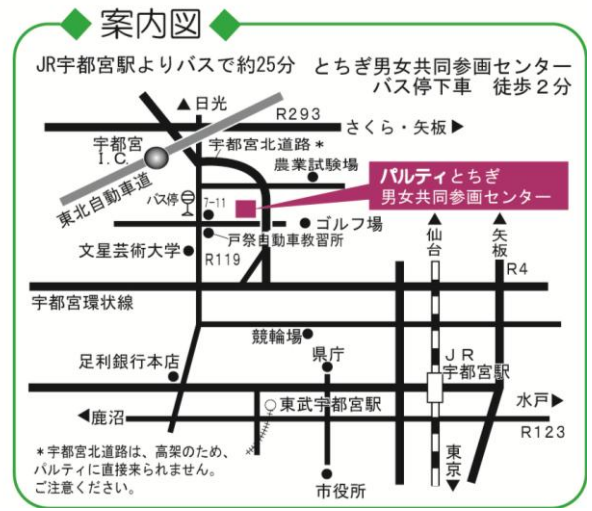 案内図
JR宇都宮駅よりバスで約25分 とちぎ男女共同参画センター
バス停下車 徒歩2分
▲日光
R293
さくら・矢板▶
宇都宮
I.C.
宇都宮北道路*
農業試験場
東北自動車道
パルティとちぎ
男女共同参画センター
バス停
7-11
ゴルフ場
戸祭自動車教習所
文星芸術大学
R119
▲仙台
▲矢板
R4
宇都宮環状線
競輪場
足利銀行本店
県庁
JR
宇都宮駅
東武宇都宮駅
水戸▶
◀鹿沼
R123
*宇都宮北道路は、高架のため、
パルティに直接来られません。
ご注意ください。
市役所
東京▼